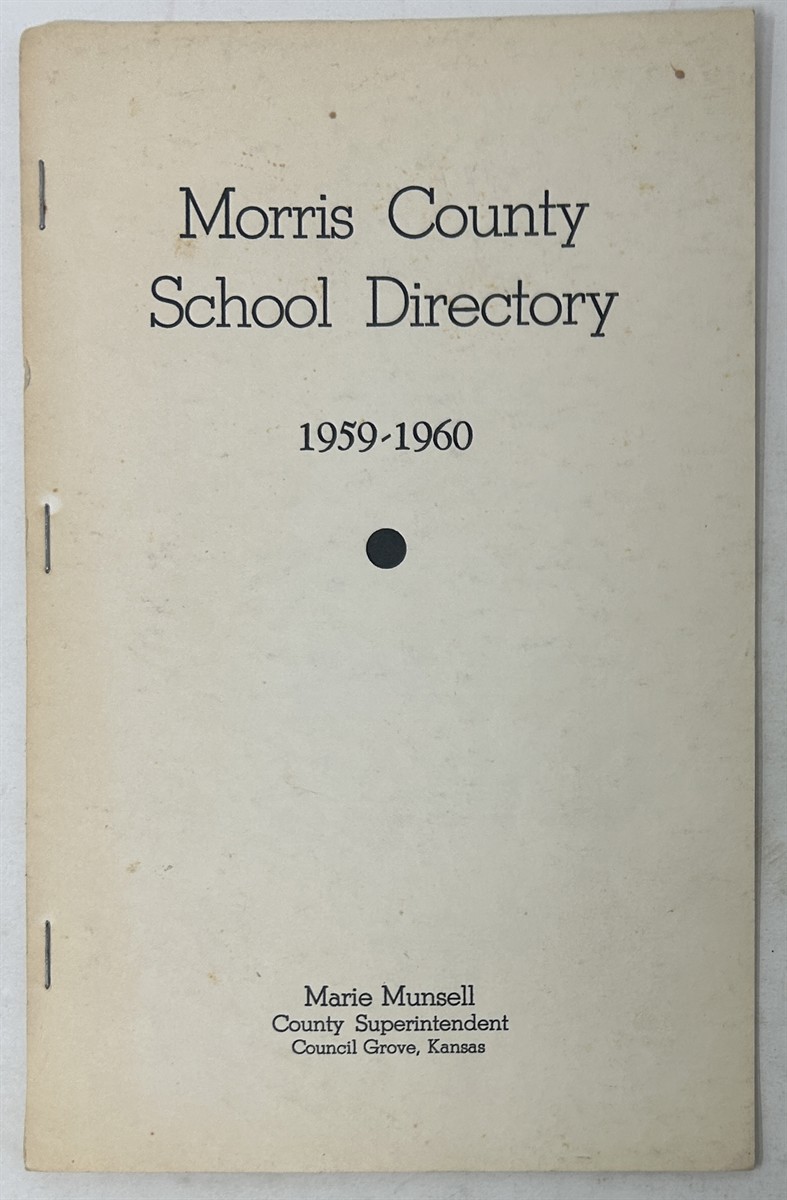 Morris County
School Directory
1959-1960
Marie Munsell
County Superintendent
Council Grove, Kansas